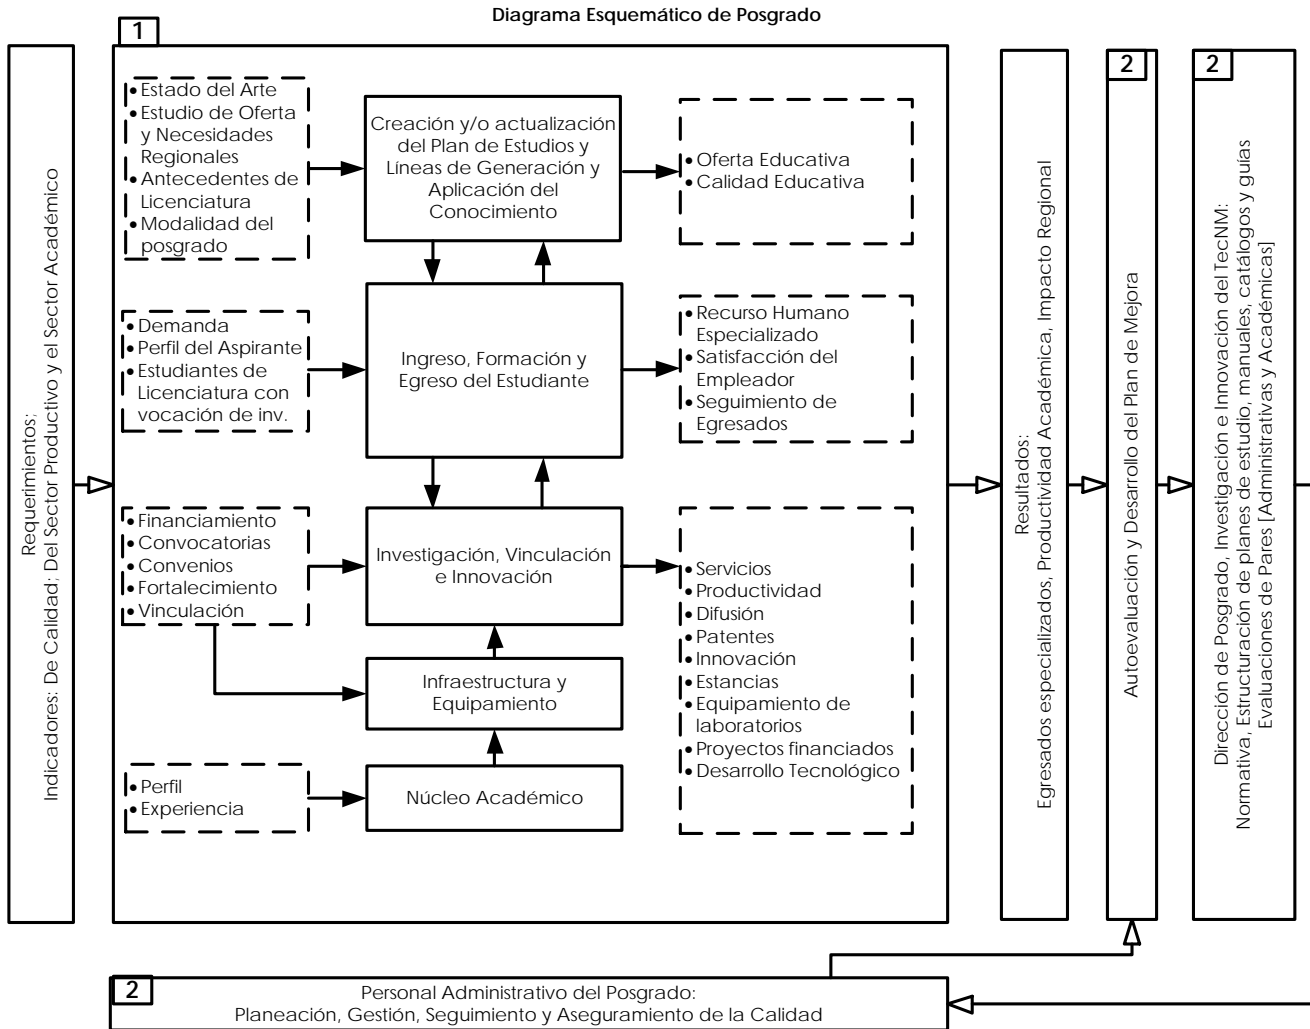 Diagrama Esquemático de Posgrado
1
Requerimientos:
Indicadores: De Calidad; Del Sector Productivo y el Sector Académico
• Estado del Arte
• Estudio de Oferta
y Necesidades
Regionales
• Antecedentes de
Licenciatura
• Modalidad del
posgrado
Creación y/o actualización
del Plan de Estudios y
Líneas de Generación y
Aplicación del
Conocimiento
• Oferta Educativa
• Calidad Educativa
• Demanda
• Perfil del Aspirante
• Estudiantes de
Licenciatura con
vocación de inv.
Ingreso, Formación y
Egreso del Estudiante
• Recurso Humano
Especializado
• Satisfacción del
Empleador
• Seguimiento de
Egresados
• Financiamiento
• Convocatorias
• Convenios
• Fortalecimiento
• Vinculación
Investigación, Vinculación
e Innovación
• Servicios
• Productividad
• Difusión
• Patentes
• Innovación
• Estancias
• Equipamiento de
laboratorios
• Proyectos financiados
• Desarrollo Tecnológico
Infraestructura y
Equipamiento
• Perfil
• Experiencia
Núcleo Académico
Resultados:
Egresados especializados, Productividad Académica, Impacto Regional
2
Autoevaluación y Desarrollo del Plan de Mejora
2
Dirección de Posgrado, Investigación e Innovación del TecNM:
Normativa, Estructuración de planes de estudio, manuales, catálogos y guías
Evaluaciones de Pares [Administrativas y Académicas]
2
Personal Administrativo del Posgrado:
Planeación, Gestión, Seguimiento y Aseguramiento de la Calidad